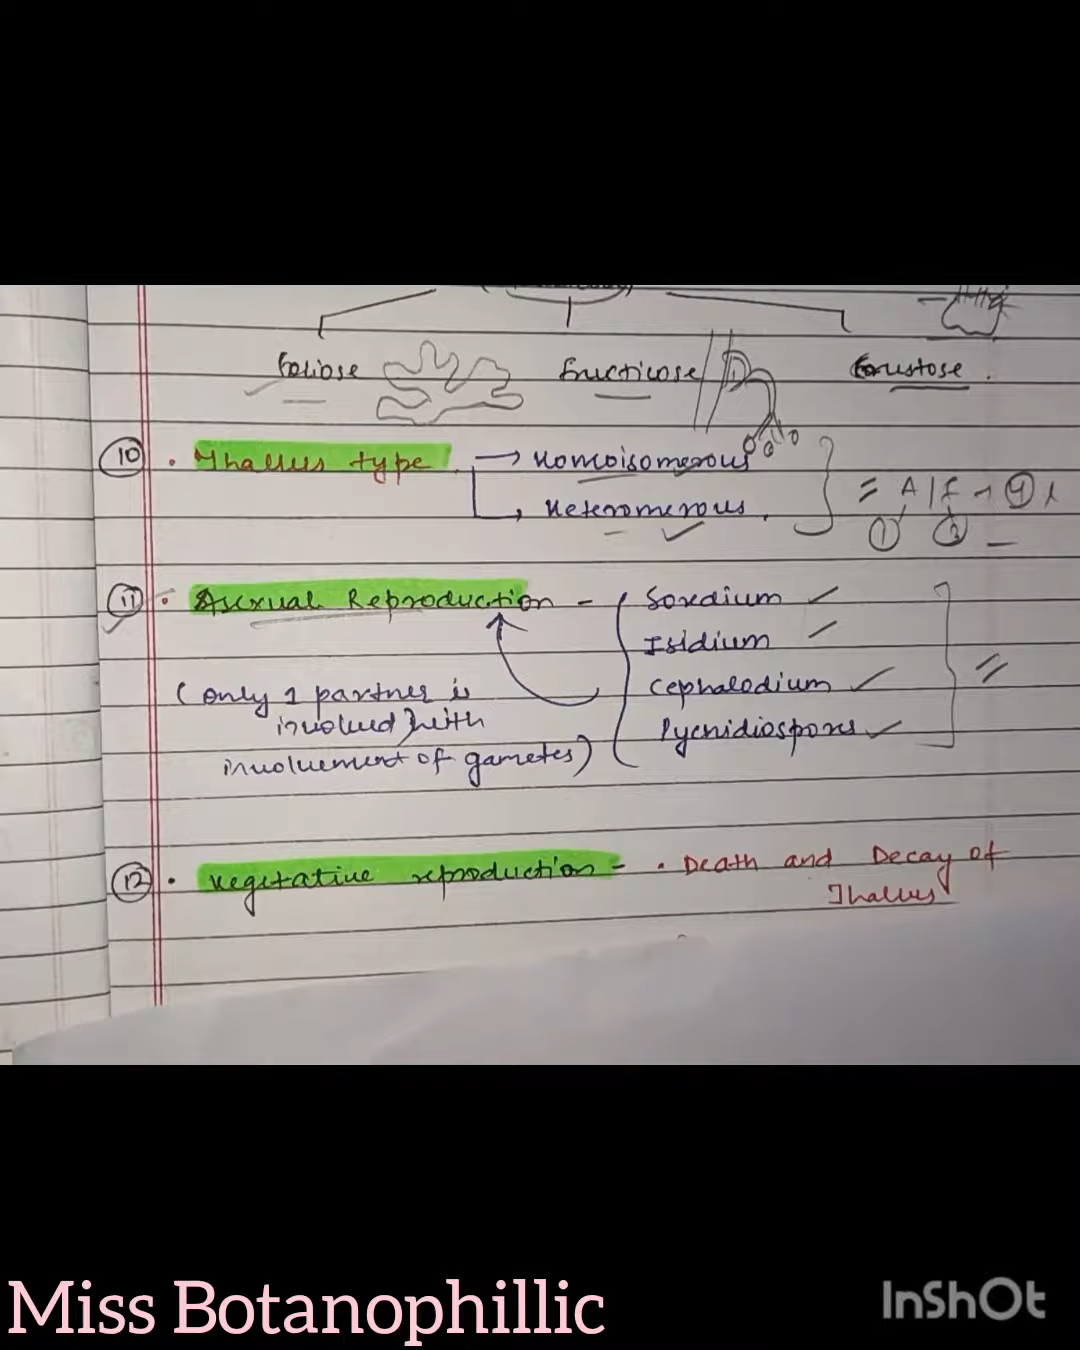 Foliose Fructicose Crustose .
10 . Thallus type → Homoisomerous
Heteromerous .
11 . Asexual Reproduction - Soredium
Isidium
(only 1 partner is Cephalodium
involved) with Pycnidiospores
involvement of gametes)
12 . Vegetative reproduction - . Death and Decay of
Thallus
Miss Botanophillic
InShOt